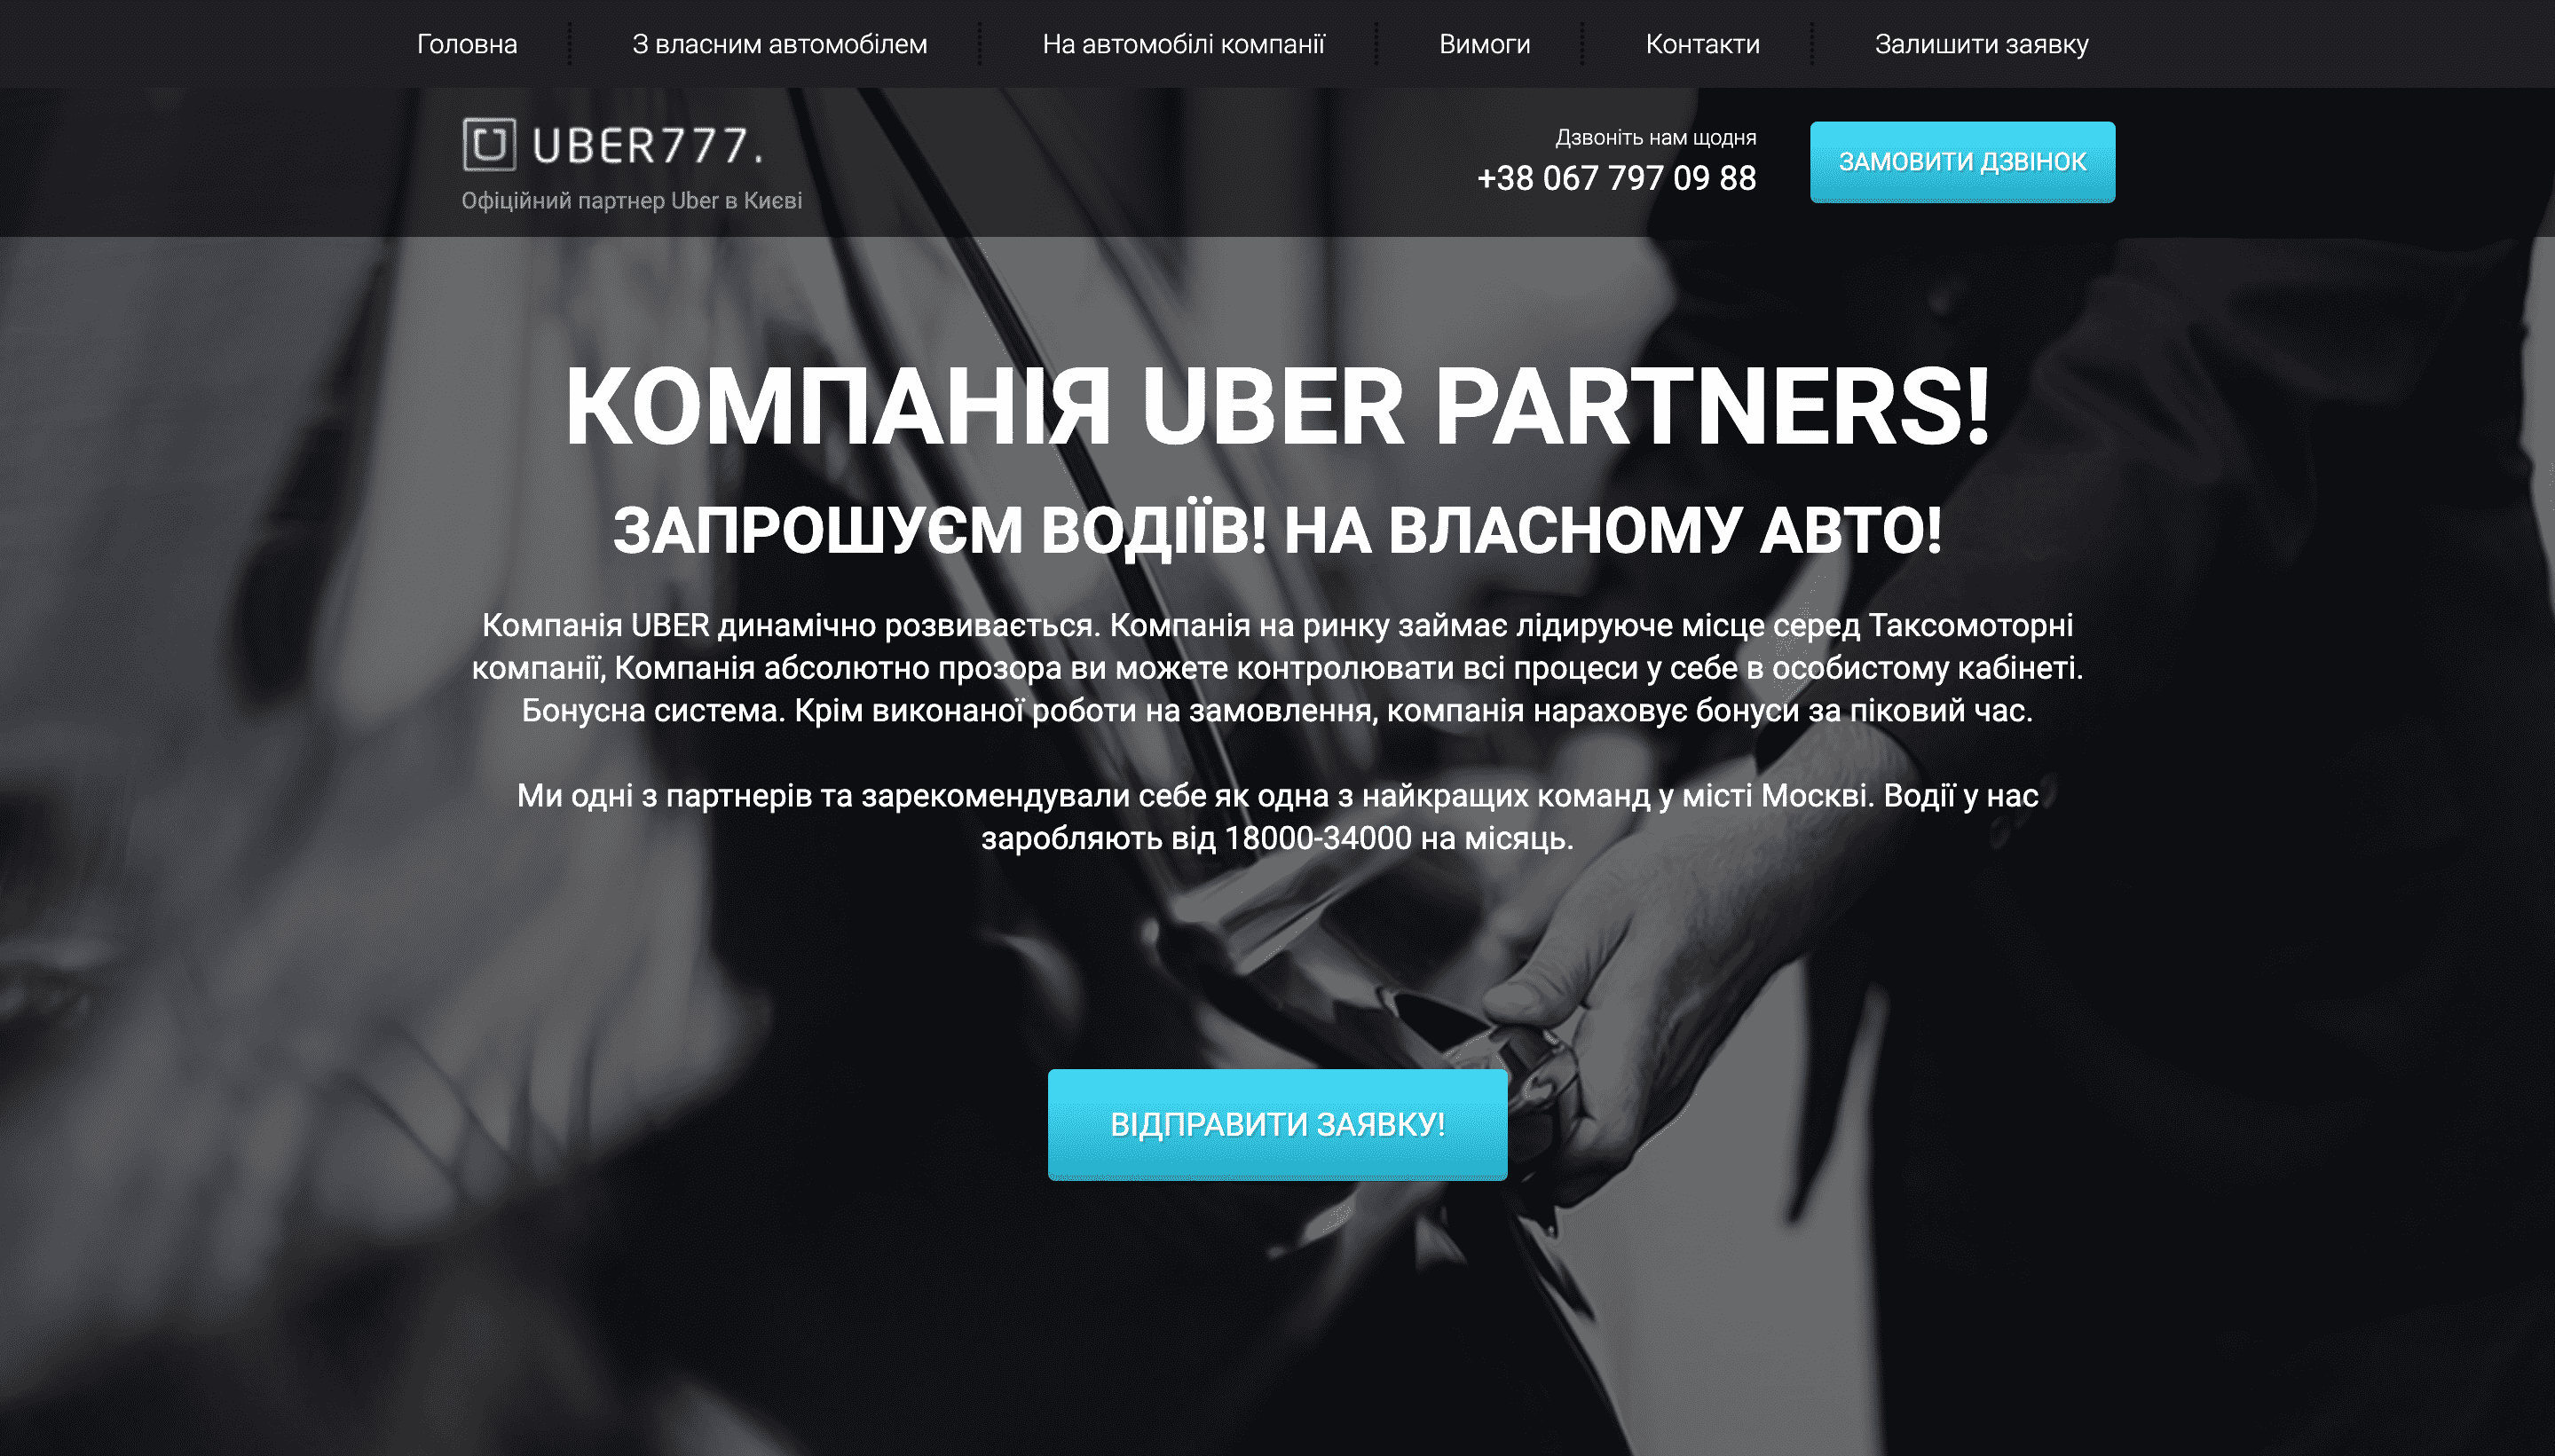 Головна
З власним автомобілем
На автомобілі компанії
Вимоги
Контакти
Залишити заявку
UBER777.
Офіційний партнер Uber в Києві
Дзвоніть нам щодня
+38 067 797 09 88
ЗАМОВИТИ ДЗВІНОК
КОМПАНІЯ UBER PARTNERS!
ЗАПРОШУЄМ ВОДІЇВ! НА ВЛАСНОМУ АВТО!
Компанія UBER динамічно розвивається. Компанія на ринку займає лідируюче місце серед Таксомоторні
компанії, Компанія абсолютно прозора ви можете контролювати всі процеси у себе в особистому кабінеті.
Бонусна система. Крім виконаної роботи на замовлення, компанія нараховує бонуси за піковий час.
Ми одні з партнерів та зарекомендували себе як одна з найкращих команд у місті Москві. Водії у нас
заробляють від 18000-34000 на місяць.
ВІДПРАВИТИ ЗАЯВКУ!